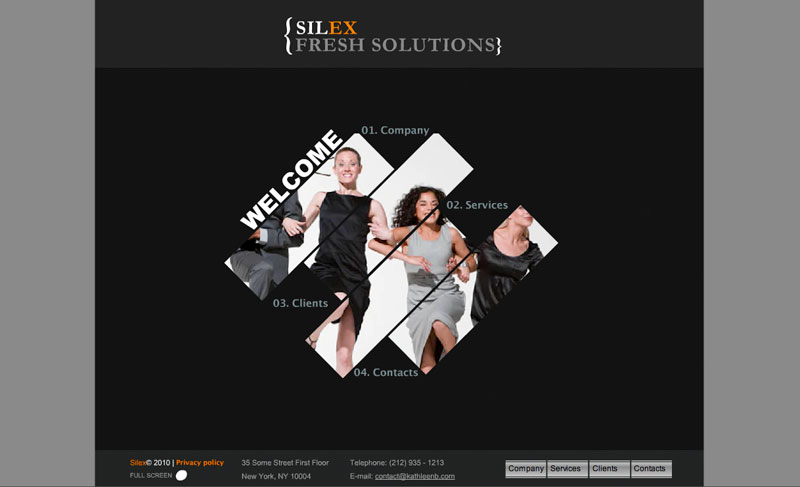 {SILEX
FRESH SOLUTIONS}
WELCOME
01. Company
02. Services
03. Clients
04. Contacts
Silex© 2010 | Privacy policy
FULL SCREEN
35 Some Street First Floor
New York, NY 10004
Telephone: (212) 935 - 1213
E-mail: contact@kathleenb.com
Company Services Clients Contacts